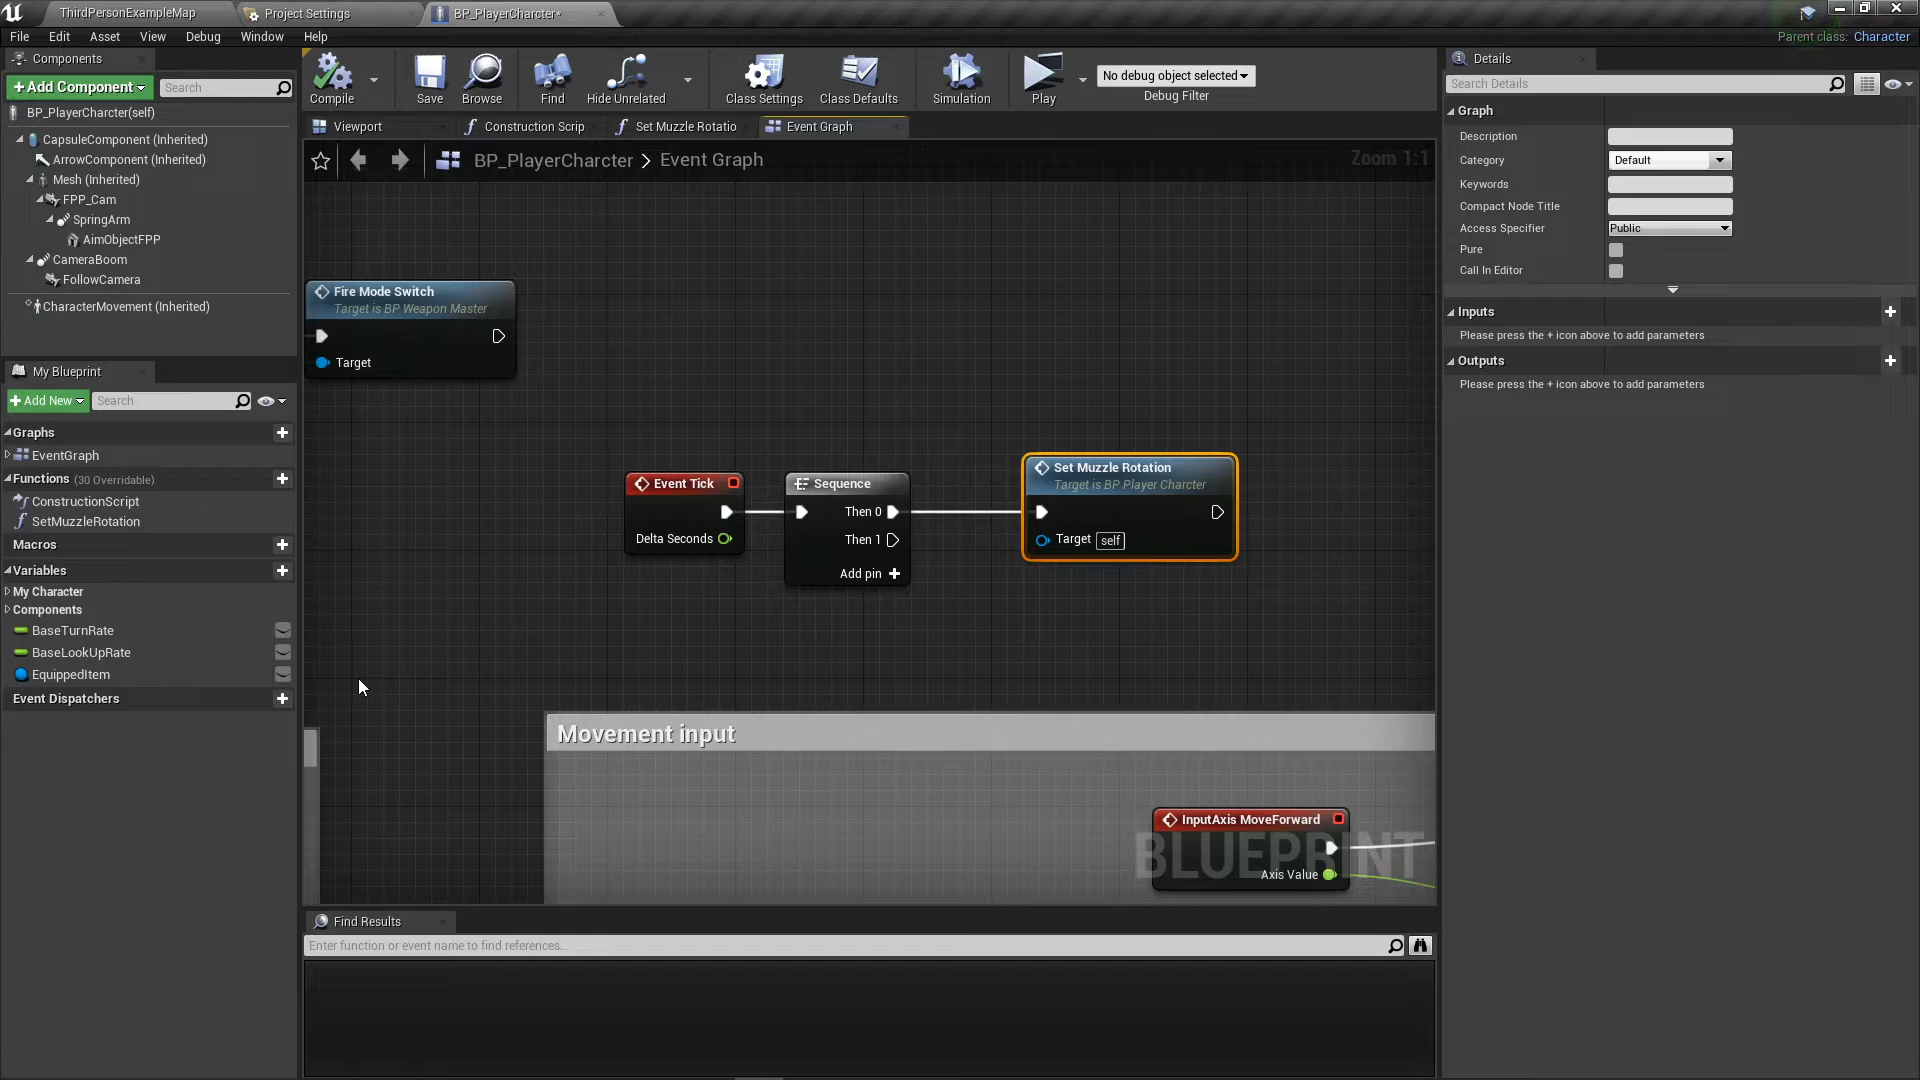 ThirdPersonExampleMap
Project Settings
BP_PlayerCharcter*
File Edit Asset View Debug Window Help
Parent class: Character
Components
+Add Component
Search
BP_PlayerCharcter(self)
CapsuleComponent (Inherited)
ArrowComponent (Inherited)
Mesh (Inherited)
FPP_Cam
SpringArm
AimObjectFPP
CameraBoom
FollowCamera
CharacterMovement (Inherited)
Compile
Save
Browse
Find
Hide Unrelated
Class Settings
Class Defaults
Simulation
Play
No debug object selected
Debug Filter
Viewport
Construction Scrip
Set Muzzle Rotatio
Event Graph
BP_PlayerCharcter > Event Graph
Zoom 1:1
Fire Mode Switch
Target is BP Weapon Master
Target
Event Tick
Delta Seconds
Sequence
Then 0
Then 1
Add pin +
Set Muzzle Rotation
Target is BP Player Charcter
Target self
Movement input
InputAxis MoveForward
Axis Value
BLUEPRINT
My Blueprint
+Add New
Search
Graphs
EventGraph
Functions (30 Overridable)
ConstructionScript
SetMuzzleRotation
Macros
Variables
My Character
Components
BaseTurnRate
BaseLookUpRate
EquippedItem
Event Dispatchers
Find Results
Enter function or event name to find references...
Details
Search Details
Graph
Description
Category
Default
Keywords
Compact Node Title
Access Specifier
Public
Pure
Call In Editor
Inputs
Please press the + icon above to add parameters
Outputs
Please press the + icon above to add parameters